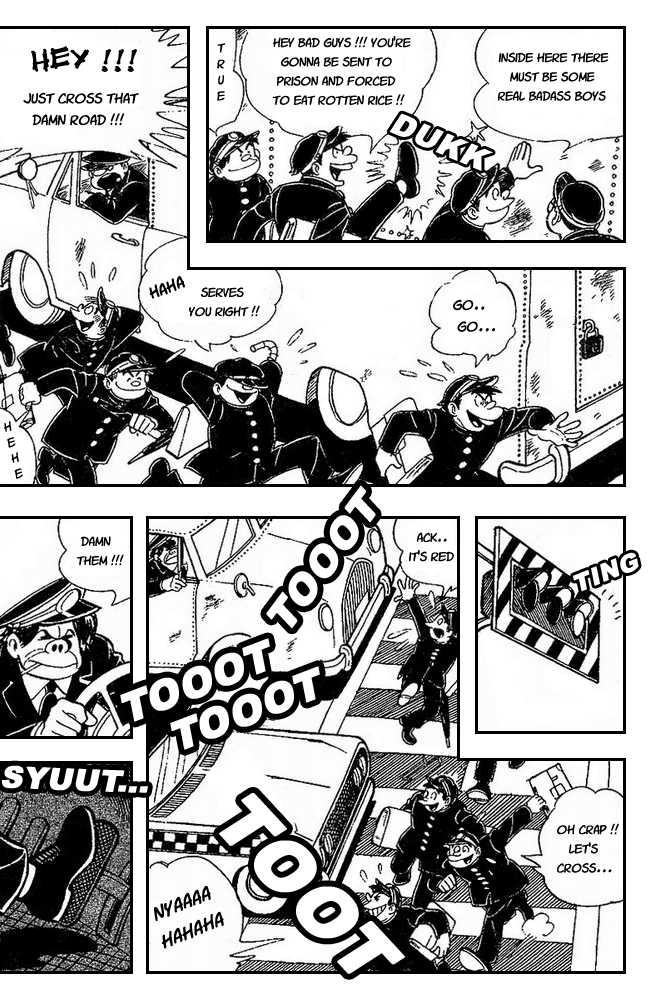 INSIDE HERE THERE
MUST BE SOME
REAL BADASS BOYS
HEY BAD GUYS !!! YOU'RE
GONNA BE SENT TO
PRISON AND FORCED
TO EAT ROTTEN RICE !!
TRUE
DUKK
HEY !!!
JUST CROSS THAT
DAMN ROAD !!!
GO..
GO...
SERVES
YOU RIGHT !!
HAHA
HEHE
TING
ACK..
IT'S RED
TOOOT
TOOOT
TOOOT
DAMN
THEM !!!
OH CRAP !!
LET'S
CROSS...
TOOT
NYAAAA
HAHAHA
SYUUT...